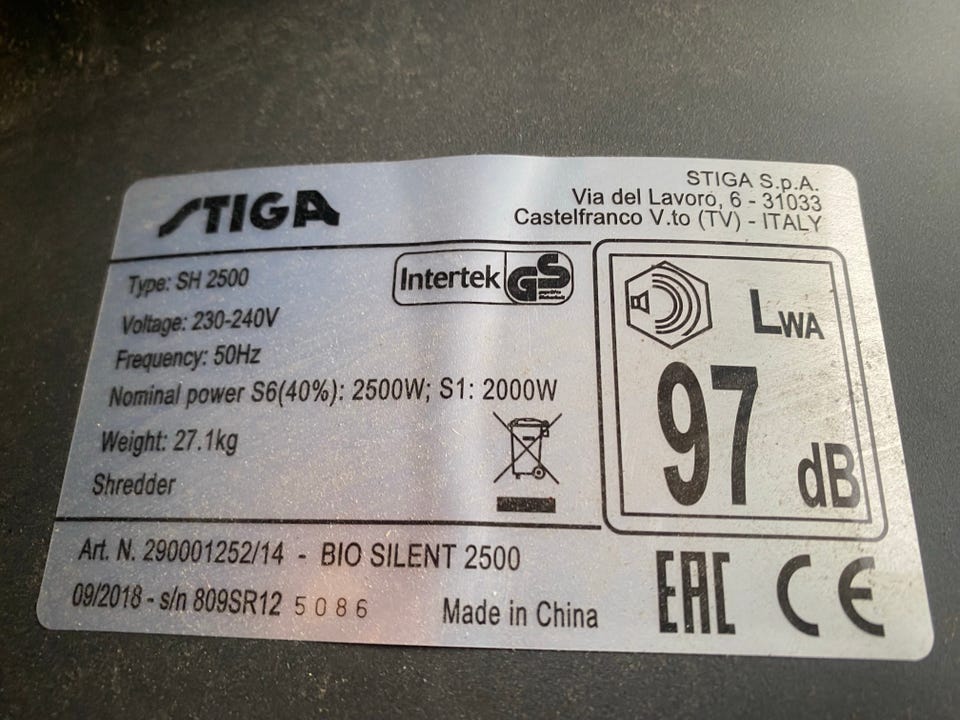 STIGA
STIGA S.p.A.
Via del Lavoro, 6 - 31033
Castelfranco V.to (TV) - ITALY
Type: SH 2500
Voltage: 230-240V
Frequency: 50Hz
Nominal power S6(40%): 2500W; S1: 2000W
Weight: 27.1kg
Shredder
Intertek GS
geprüfte
Sicherheit
LWA
97
dB
Art. N. 290001252/14 - BIO SILENT 2500
09/2018 - s/n 809SR12 5086
Made in China
EAC CE